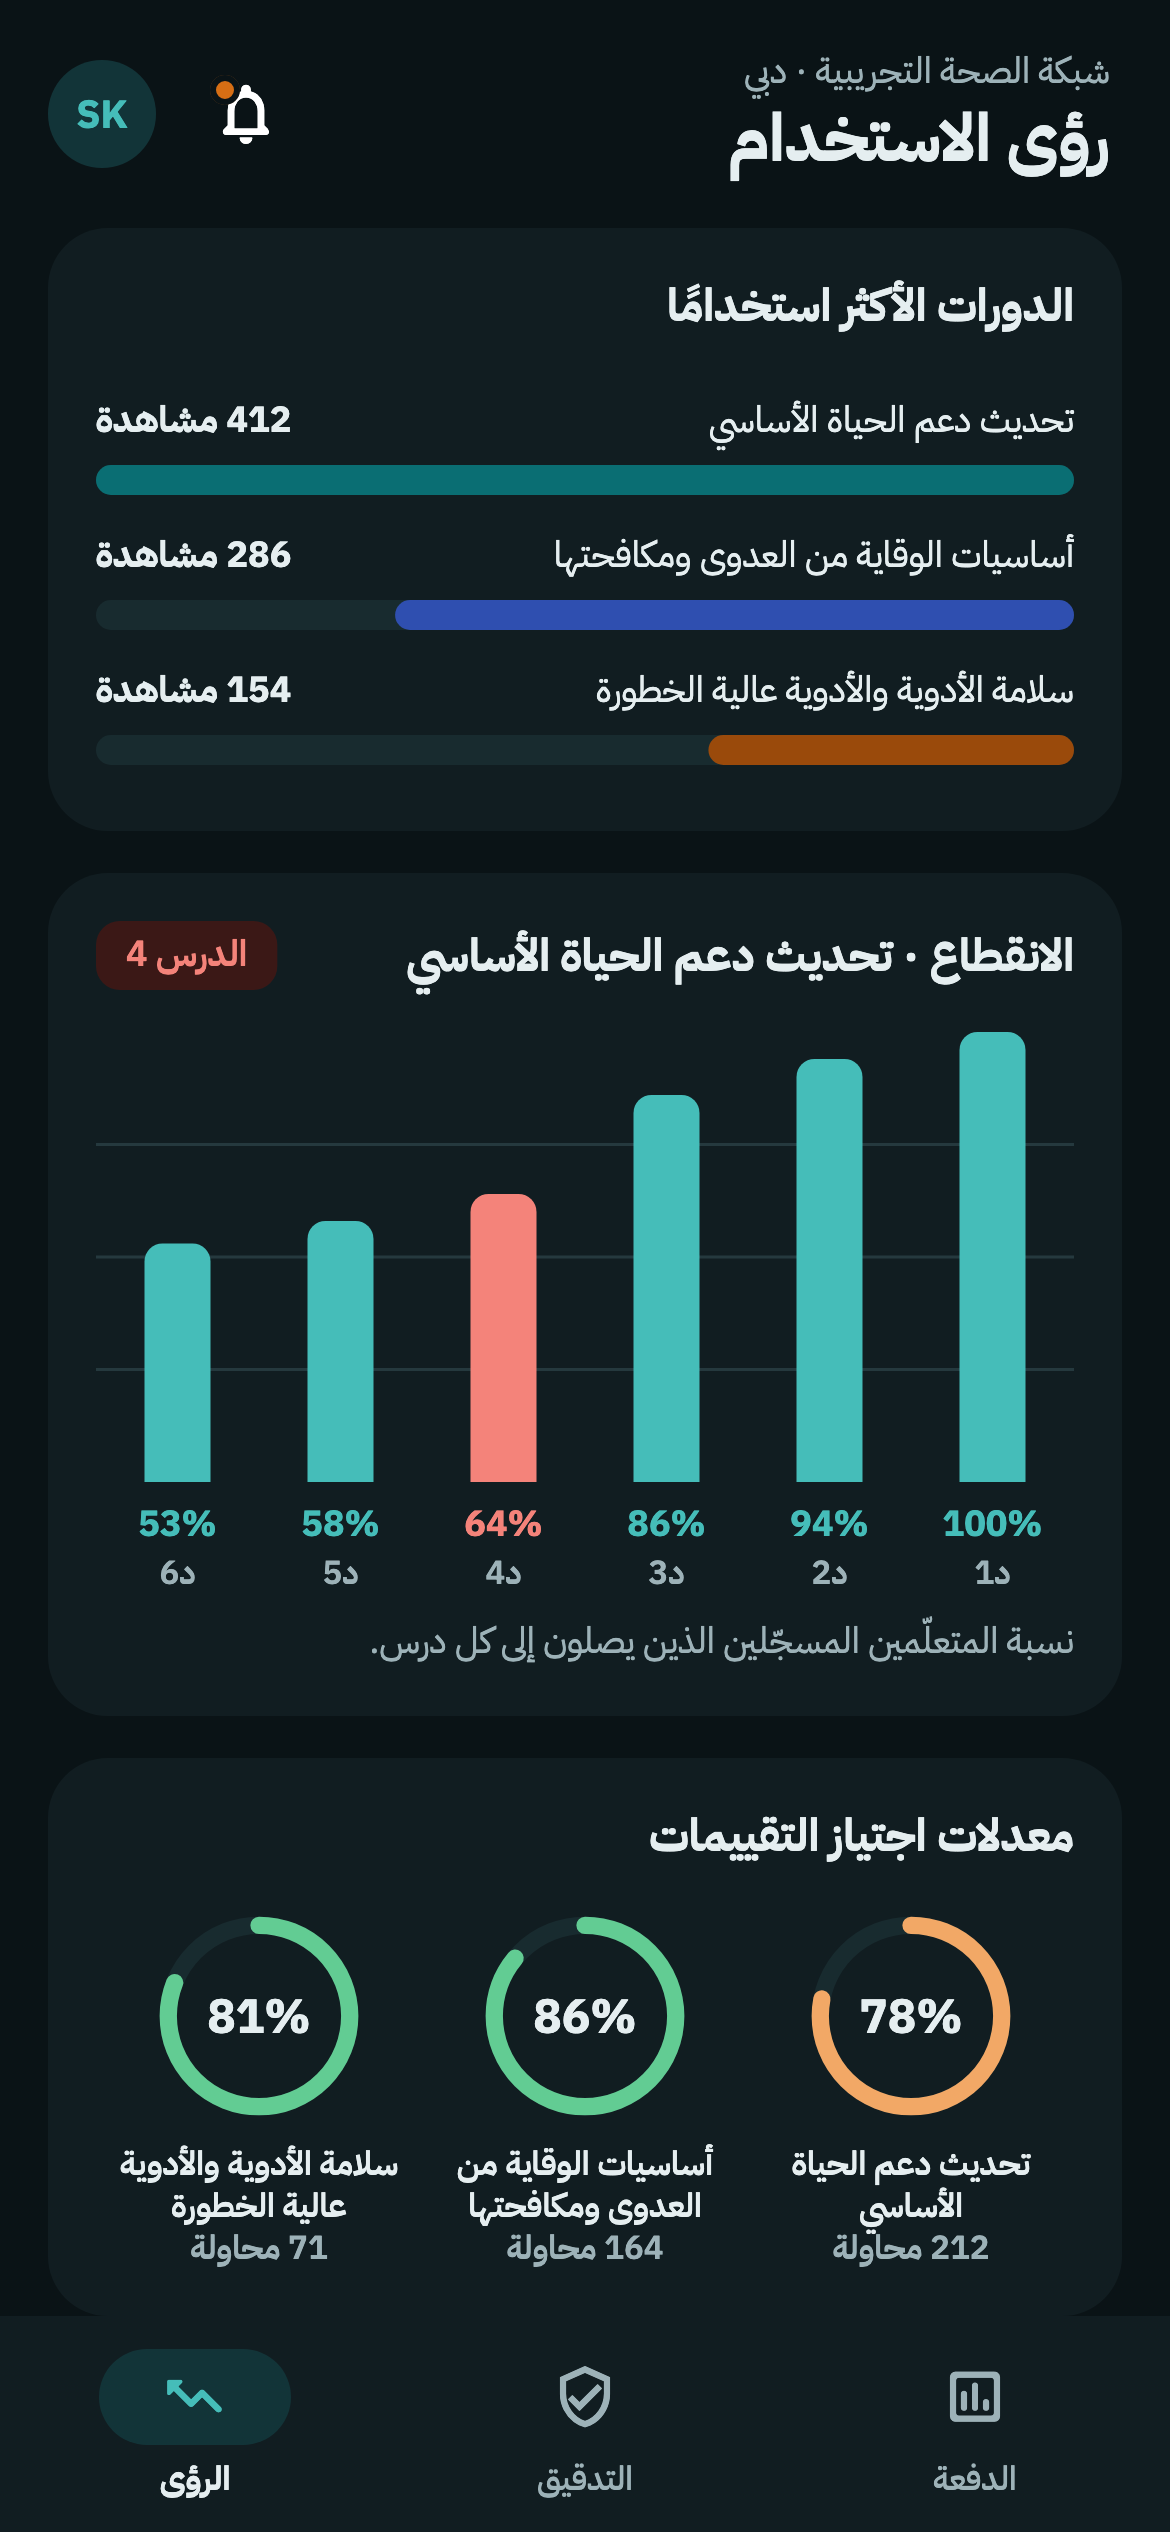 شبكة الصحة التجريبية · دبي
رؤى الاستخدام
SK
الدورات الأكثر استخدامًا
تحديث دعم الحياة الأساسي
412 مشاهدة
أساسيات الوقاية من العدوى ومكافحتها
286 مشاهدة
سلامة الأدوية والأدوية عالية الخطورة
154 مشاهدة
الانقطاع · تحديث دعم الحياة الأساسي
الدرس 4
100% 94% 86% 64% 58% 53%
د1 د2 د3 د4 د5 د6
نسبة المتعلّمين المسجّلين الذين يصلون إلى كل درس.
معدلات اجتياز التقييمات
78%
تحديث دعم الحياة
الأساسي
212 محاولة
86%
أساسيات الوقاية من
العدوى ومكافحتها
164 محاولة
81%
سلامة الأدوية والأدوية
عالية الخطورة
71 محاولة
الدفعة
التدقيق
الرؤى